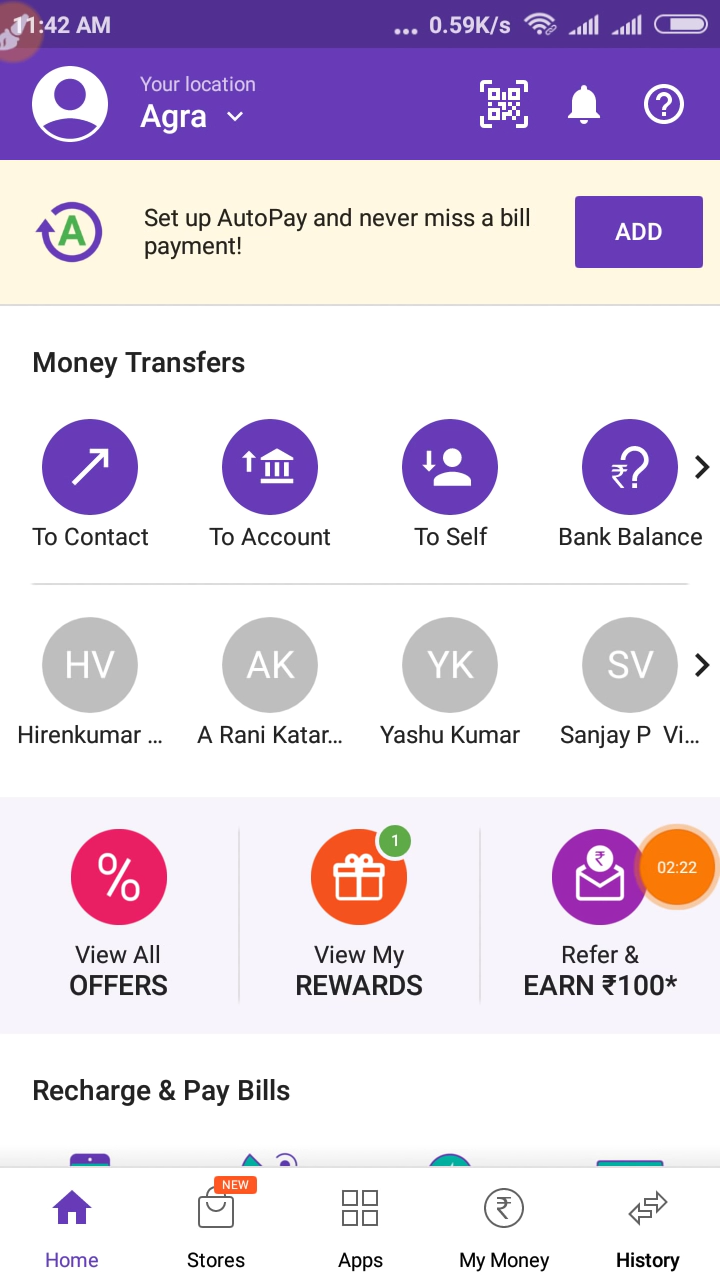 11:42 AM ... 0.59K/s
Your location
Agra
A
Set up AutoPay and never miss a bill
payment!
ADD
Money Transfers
To Contact To Account To Self Bank Balance
HV AK YK SV
Hirenkumar ... A Rani Katar... Yashu Kumar Sanjay P Vi...
1
02:22
View All
OFFERS
View My
REWARDS
Refer &
EARN ₹100*
Recharge & Pay Bills
NEW
Home Stores Apps My Money History